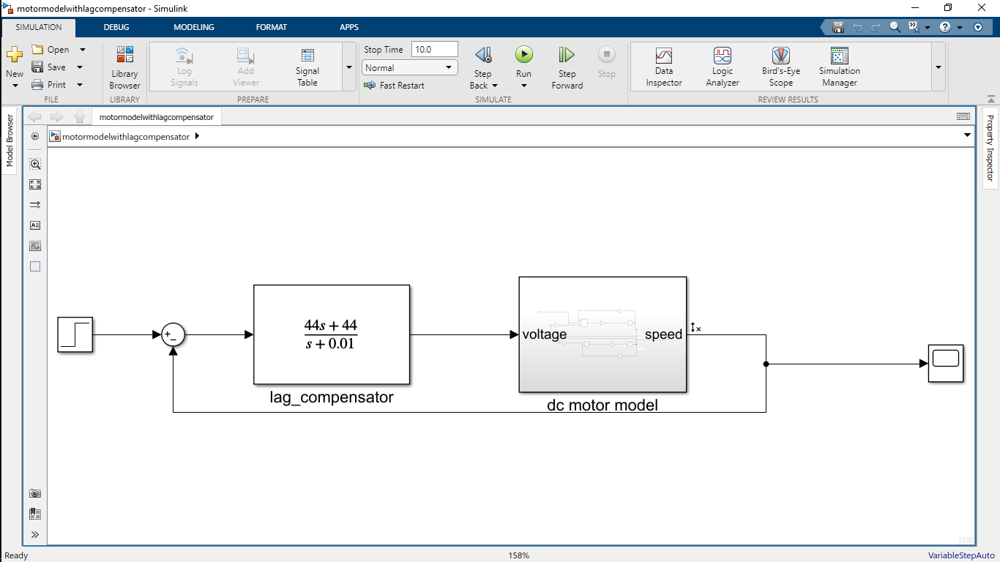 motormodelwithlagcompensator - Simulink
SIMULATION DEBUG MODELING FORMAT APPS
New
Open
Save
Print
FILE
Library
Browser
LIBRARY
Log
Signals
Add
Viewer
Signal
Table
PREPARE
Stop Time 10.0
Normal
Fast Restart
Step
Back
Run
Step
Forward
Stop
SIMULATE
Data
Inspector
Logic
Analyzer
Bird's-Eye
Scope
Simulation
Manager
REVIEW RESULTS
Model Browser
motormodelwithlagcompensator
motormodelwithlagcompensator
Property Inspector
44s + 44
s + 0.01
lag_compensator
voltage speed
dc motor model
Ready 158% VariableStepAuto